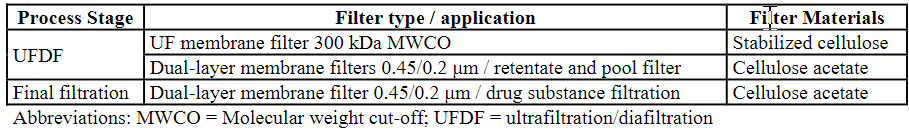 Process Stage Filter type / application Filter Materials
UFDF UF membrane filter 300 kDa MWCO Stabilized cellulose
Dual-layer membrane filters 0.45/0.2 μm / retentate and pool filter Cellulose acetate
Final filtration Dual-layer membrane filter 0.45/0.2 μm / drug substance filtration Cellulose acetate
Abbreviations: MWCO = Molecular weight cut-off; UFDF = ultrafiltration/diafiltration